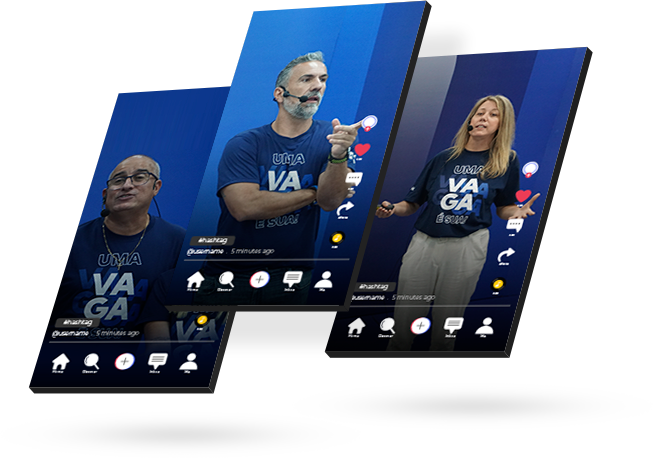 UMA
VA
GA
É SUA!
#hashtag
@username . 5 minutes ago
Home
Discover
Inbox
Me
UMA
VA
É SUA!
#hashtag
@username . 5 minutes ago
Home
Discover
Inbox
Me
UMA
VA
GA
#hashtag
@username . 5 minutes ago
Home
Discover
Inbox
Me